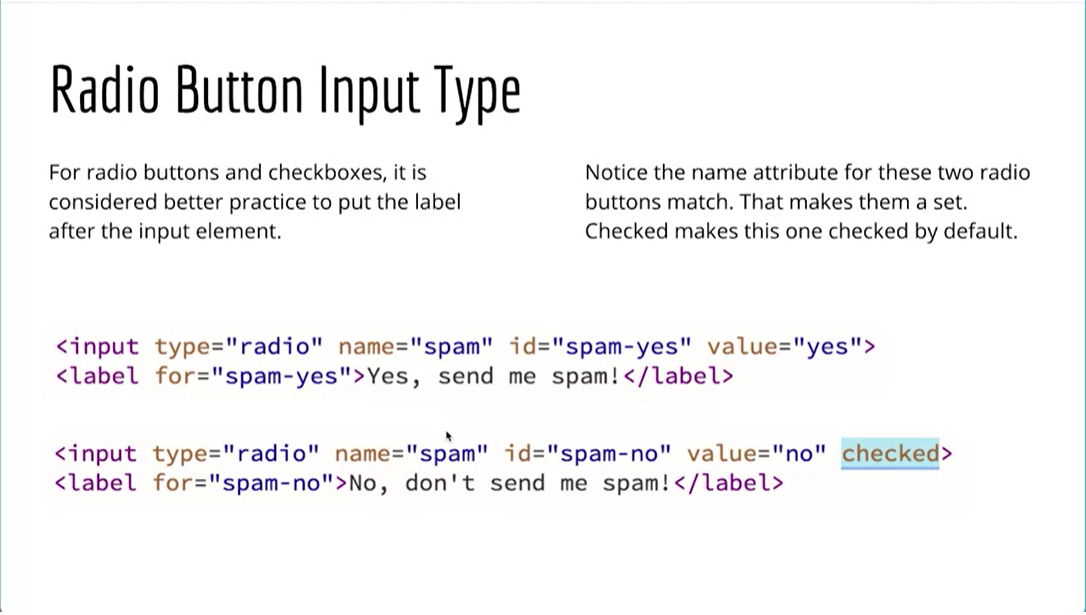 Radio Button Input Type
For radio buttons and checkboxes, it is
considered better practice to put the label
after the input element.
Notice the name attribute for these two radio
buttons match. That makes them a set.
Checked makes this one checked by default.
<input type="radio" name="spam" id="spam-yes" value="yes">
<label for="spam-yes">Yes, send me spam!</label>
<input type="radio" name="spam" id="spam-no" value="no" checked>
<label for="spam-no">No, don't send me spam!</label>